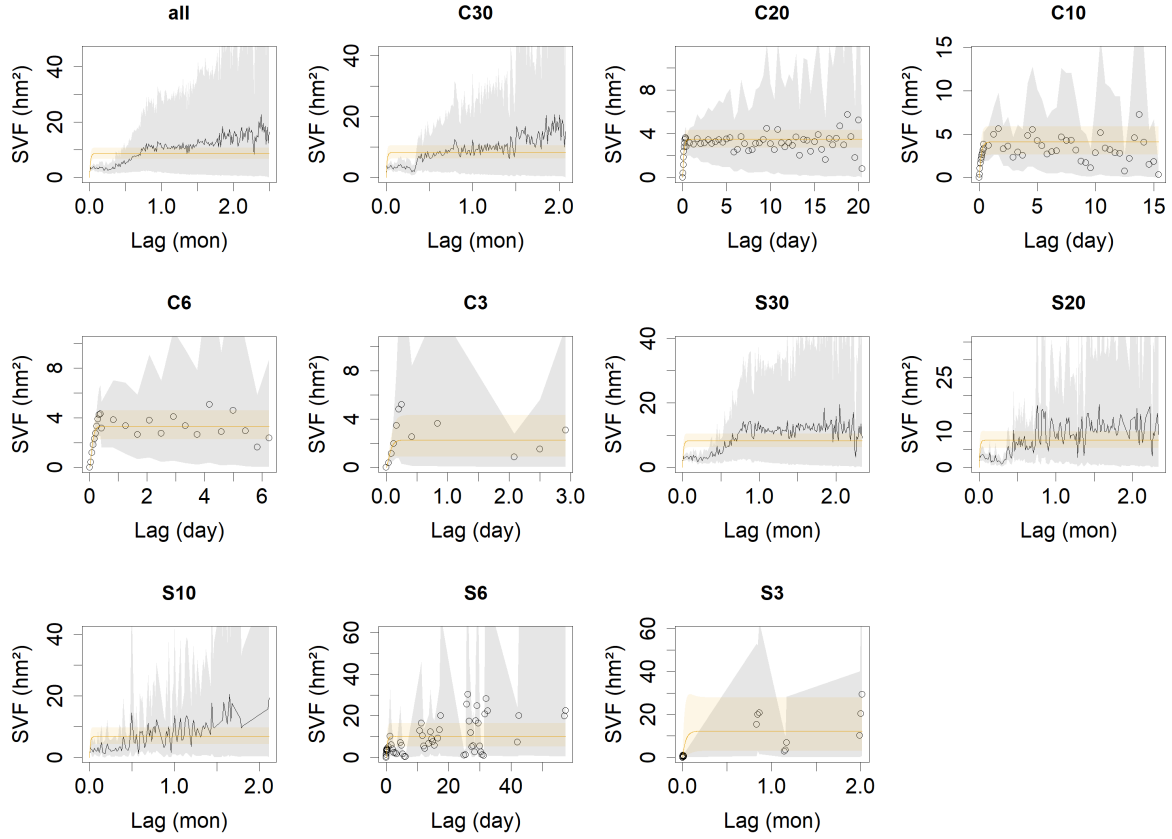 all
C30
C20
C10
SVF (hm²)
0 20 40
0.0 1.0 2.0
Lag (mon)
SVF (hm²)
0 20 40
0.0 1.0 2.0
Lag (mon)
SVF (hm²)
0 4 8
0 5 10 15 20
Lag (day)
SVF (hm²)
0 5 10 15
0 5 10 15
Lag (day)
C6
C3
S30
S20
SVF (hm²)
0 4 8
0 2 4 6
Lag (day)
SVF (hm²)
0 4 8
0.0 1.0 2.0 3.0
Lag (day)
SVF (hm²)
0 20 40
0.0 1.0 2.0
Lag (mon)
SVF (hm²)
0 10 25
0.0 1.0 2.0
Lag (mon)
S10
S6
S3
SVF (hm²)
0 20 40
0.0 1.0 2.0
Lag (mon)
SVF (hm²)
0 20 40 60
0 20 40
Lag (day)
SVF (hm²)
0 20 40 60
0.0 1.0 2.0
Lag (mon)